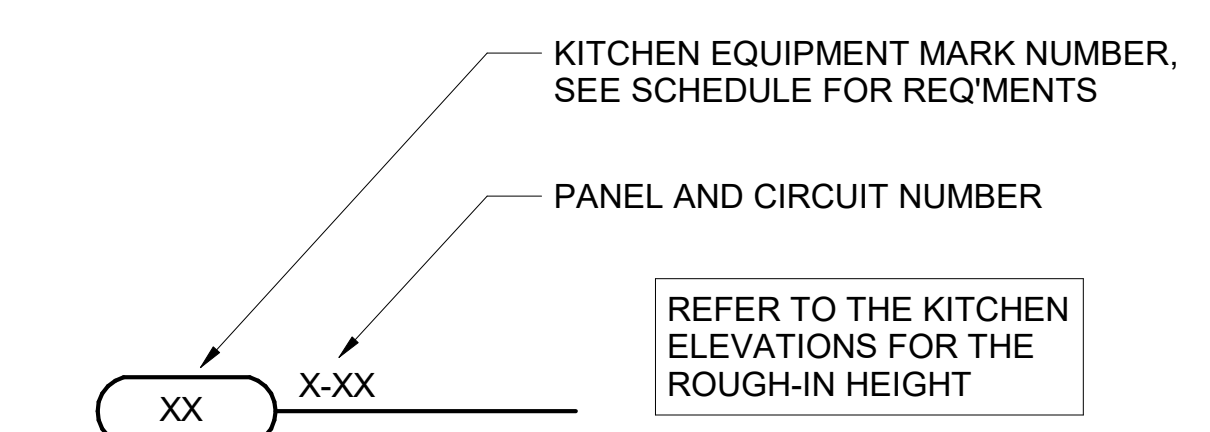 KITCHEN EQUIPMENT MARK NUMBER,
SEE SCHEDULE FOR REQ'MENTS
PANEL AND CIRCUIT NUMBER
REFER TO THE KITCHEN
ELEVATIONS FOR THE
ROUGH-IN HEIGHT
X-XX
XX